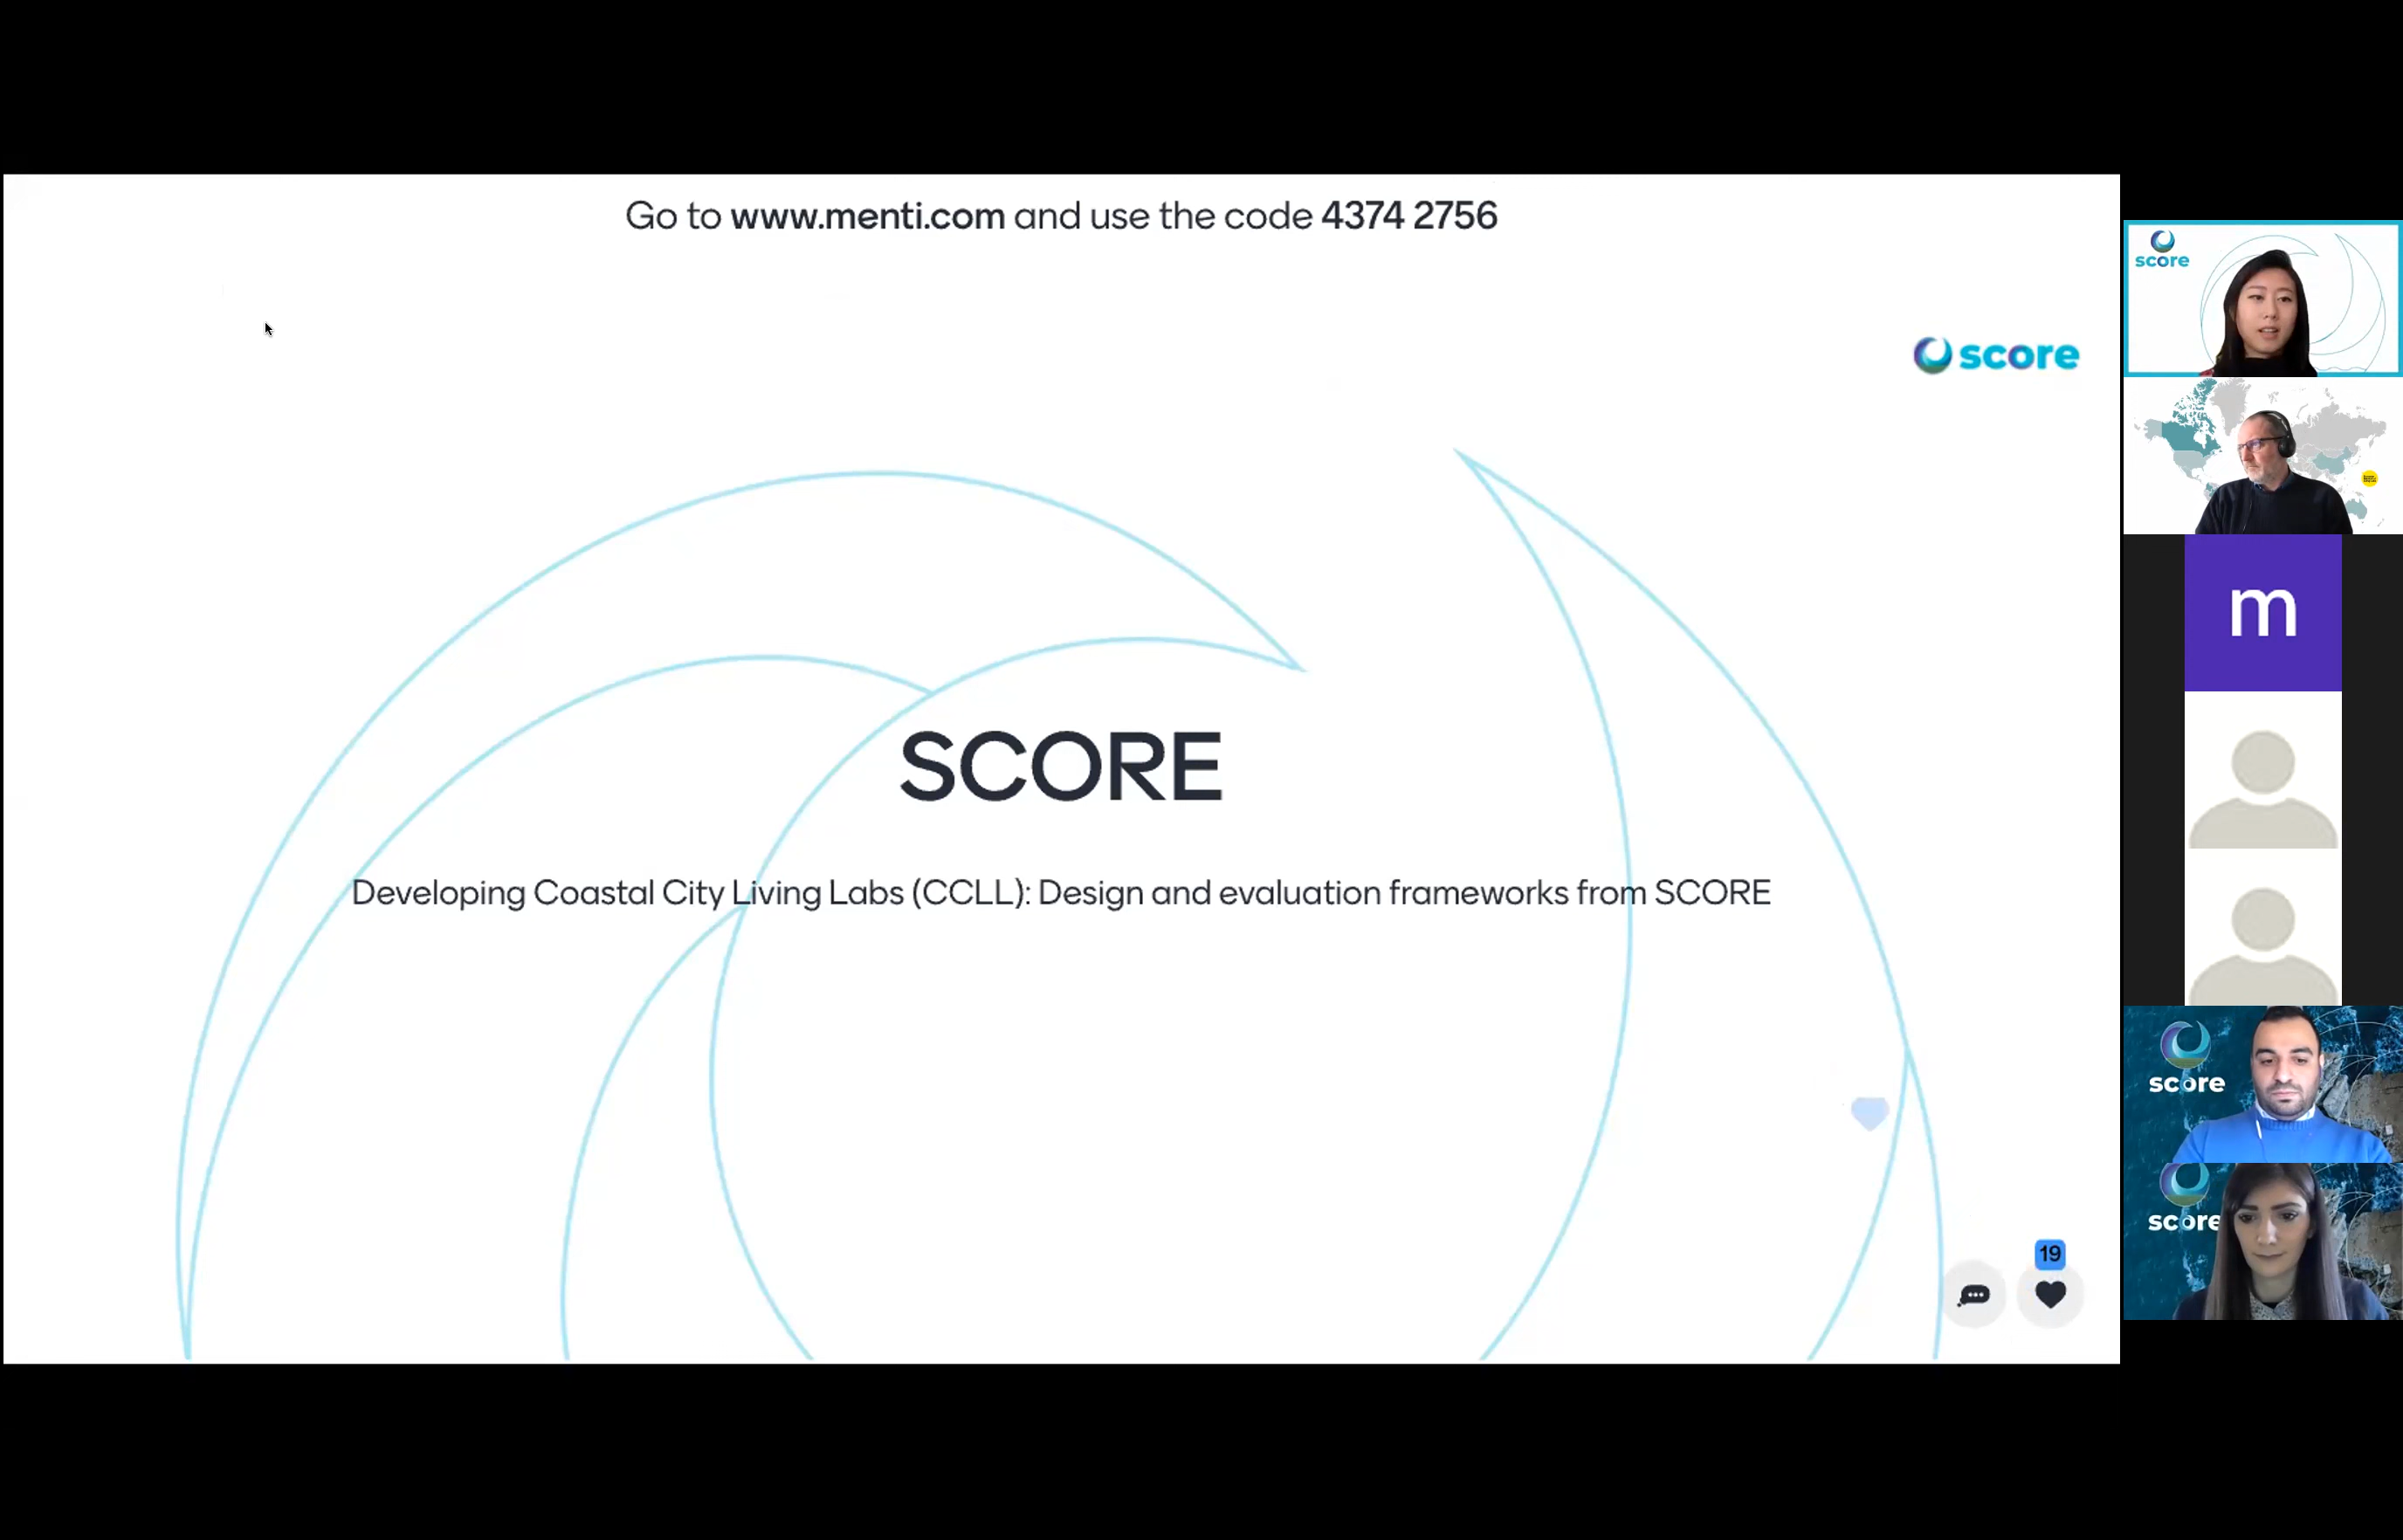 Go to www.menti.com and use the code 4374 2756
score
SCORE
Developing Coastal City Living Labs (CCLL): Design and evaluation frameworks from SCORE
19
score
m
score
score